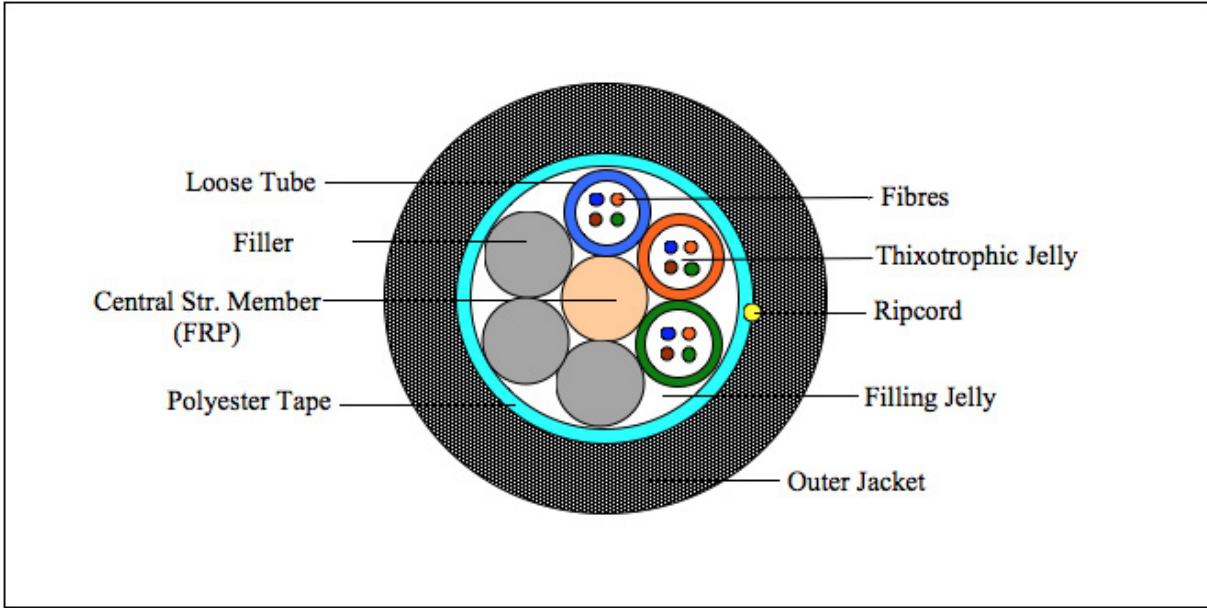 Loose Tube
Filler
Central Str. Member
(FRP)
Polyester Tape
Fibres
Thixotrophic Jelly
Ripcord
Filling Jelly
Outer Jacket